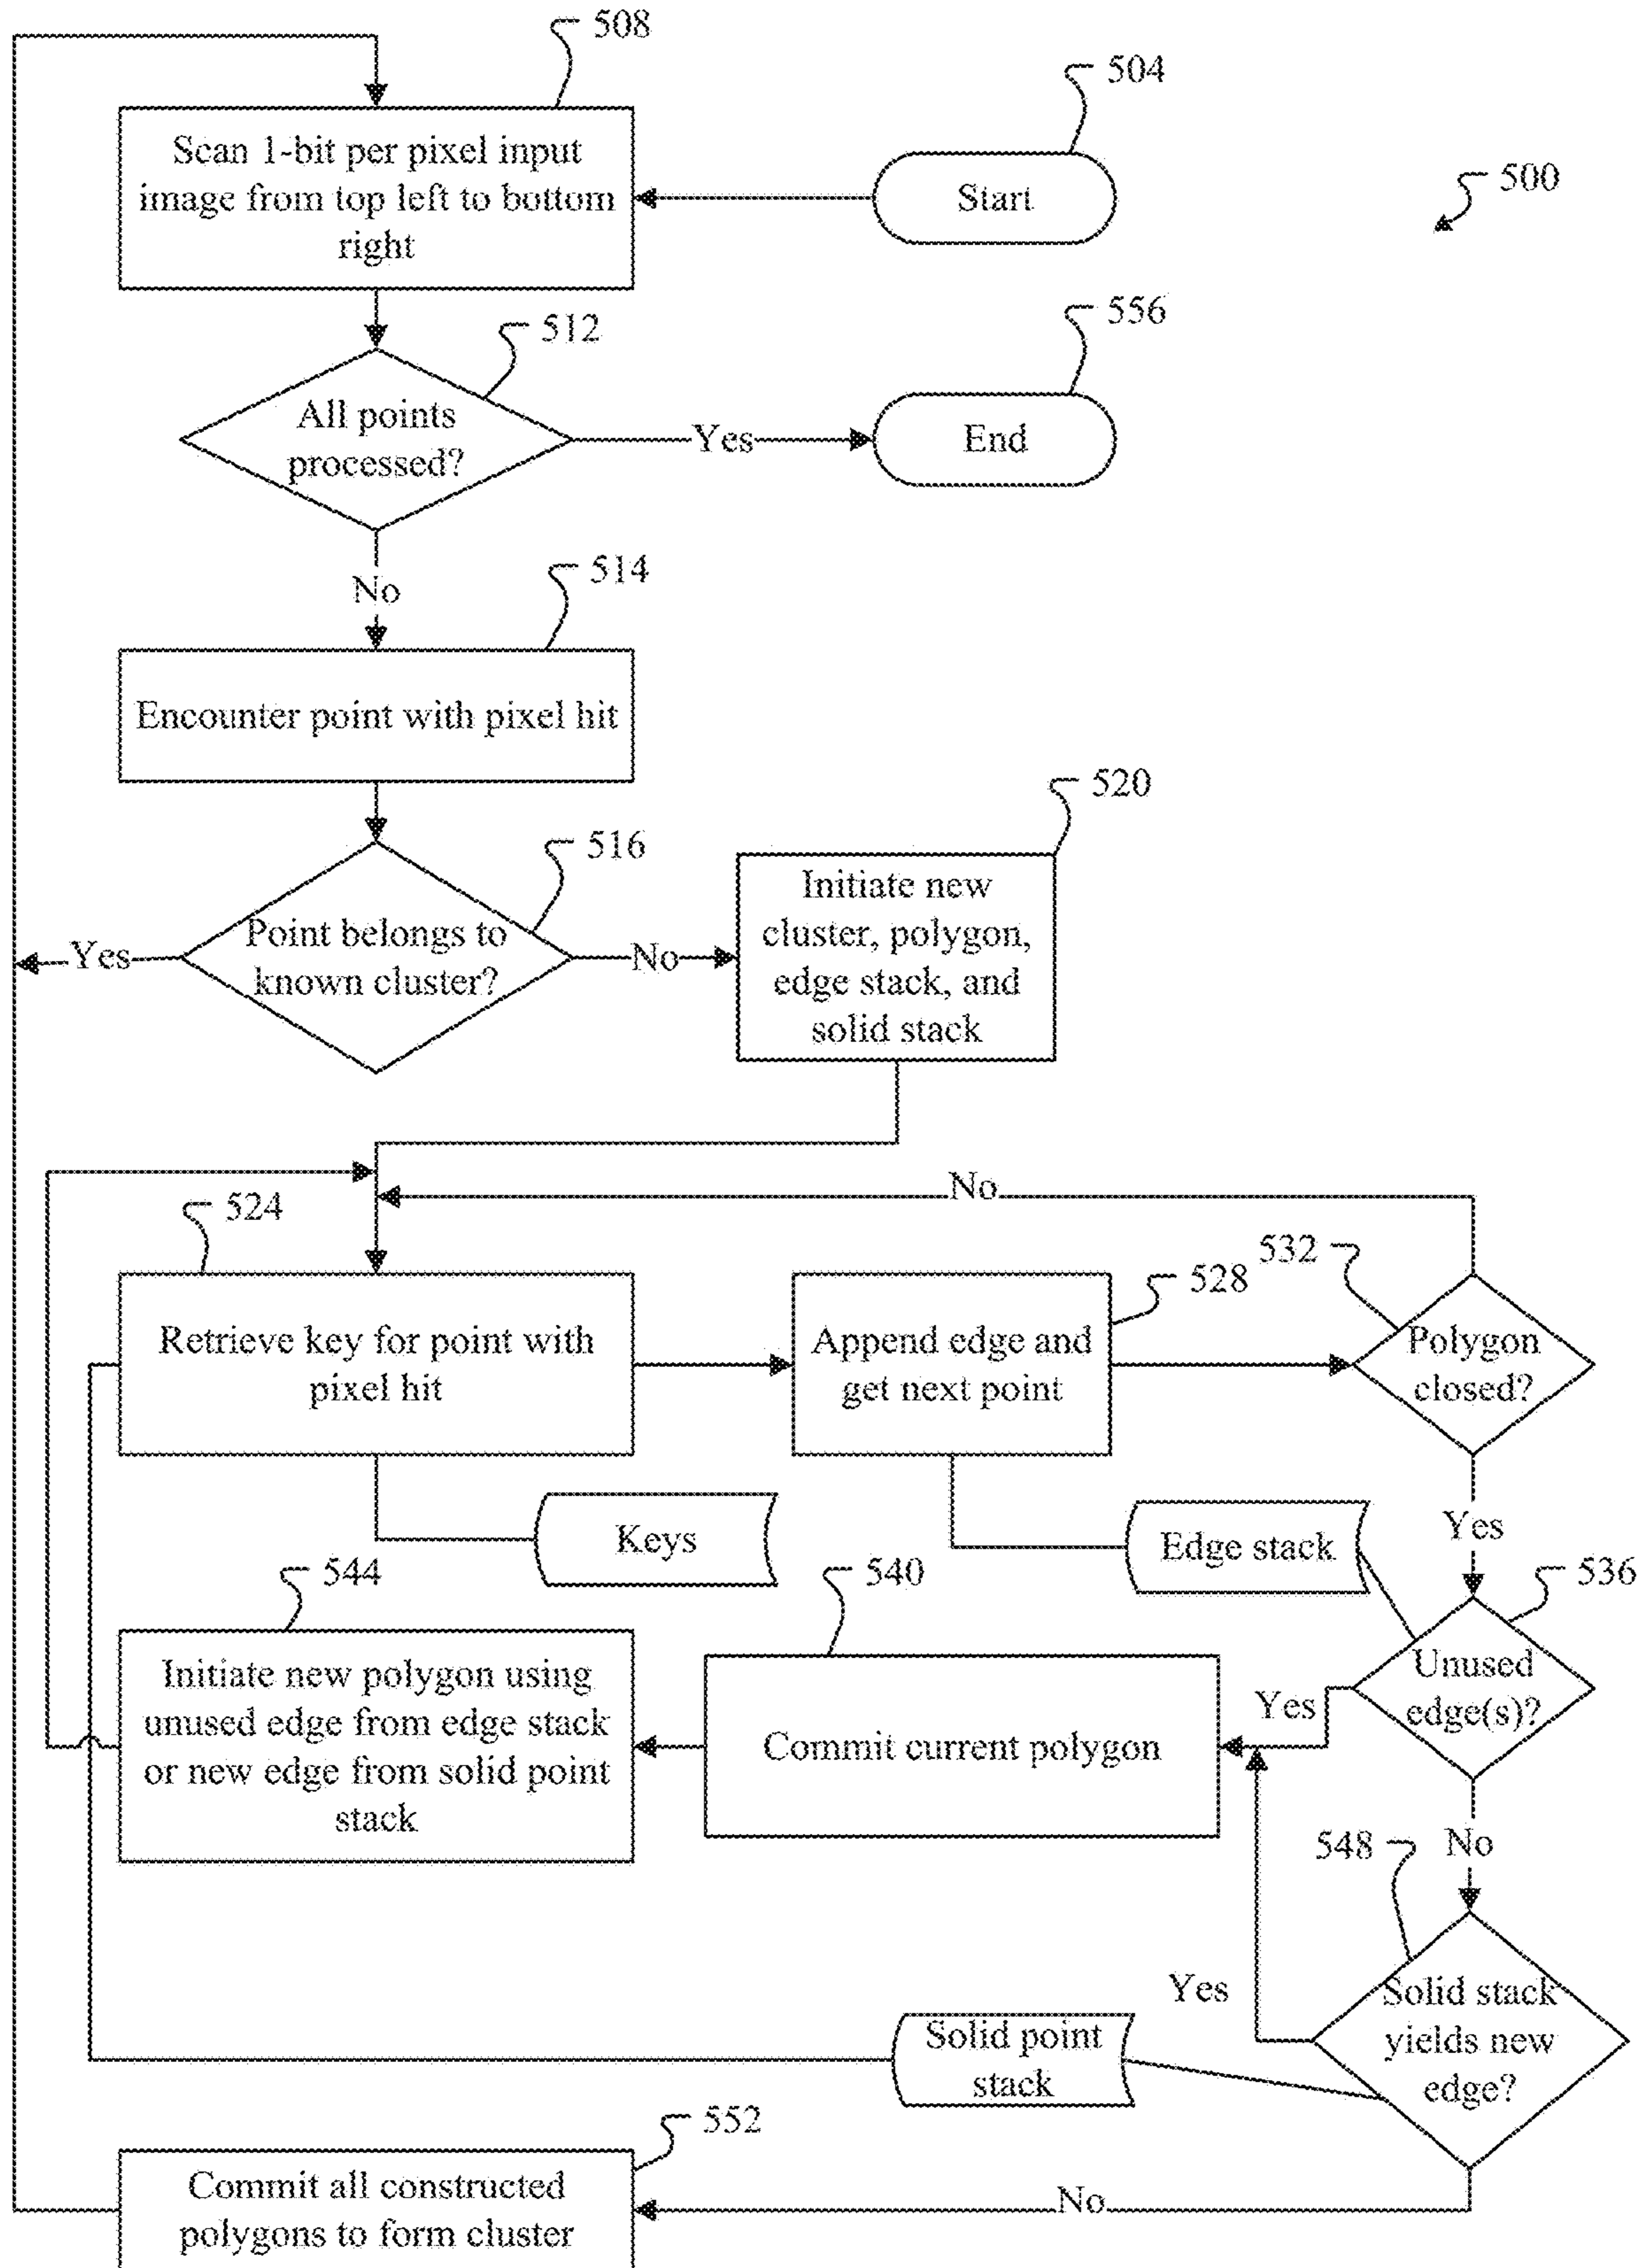 508
504
Scan 1-bit per pixel input
image from top left to bottom
right
Start
500
512
556
All points
processed?
Yes
End
No
514
Encounter point with pixel hit
520
516
Initiate new
cluster, polygon,
edge stack, and
solid stack
Point belongs to
known cluster?
Yes
No
No
524
532
528
Retrieve key for point with
pixel hit
Append edge and
get next point
Polygon
closed?
Keys
Edge stack
Yes
544
540
536
Initiate new polygon using
unused edge from edge stack
or new edge from solid point
stack
Commit current polygon
Yes
Unused
edge(s)?
548
No
Yes
Solid stack
yields new
edge?
Solid point
stack
552
Commit all constructed
polygons to form cluster
No